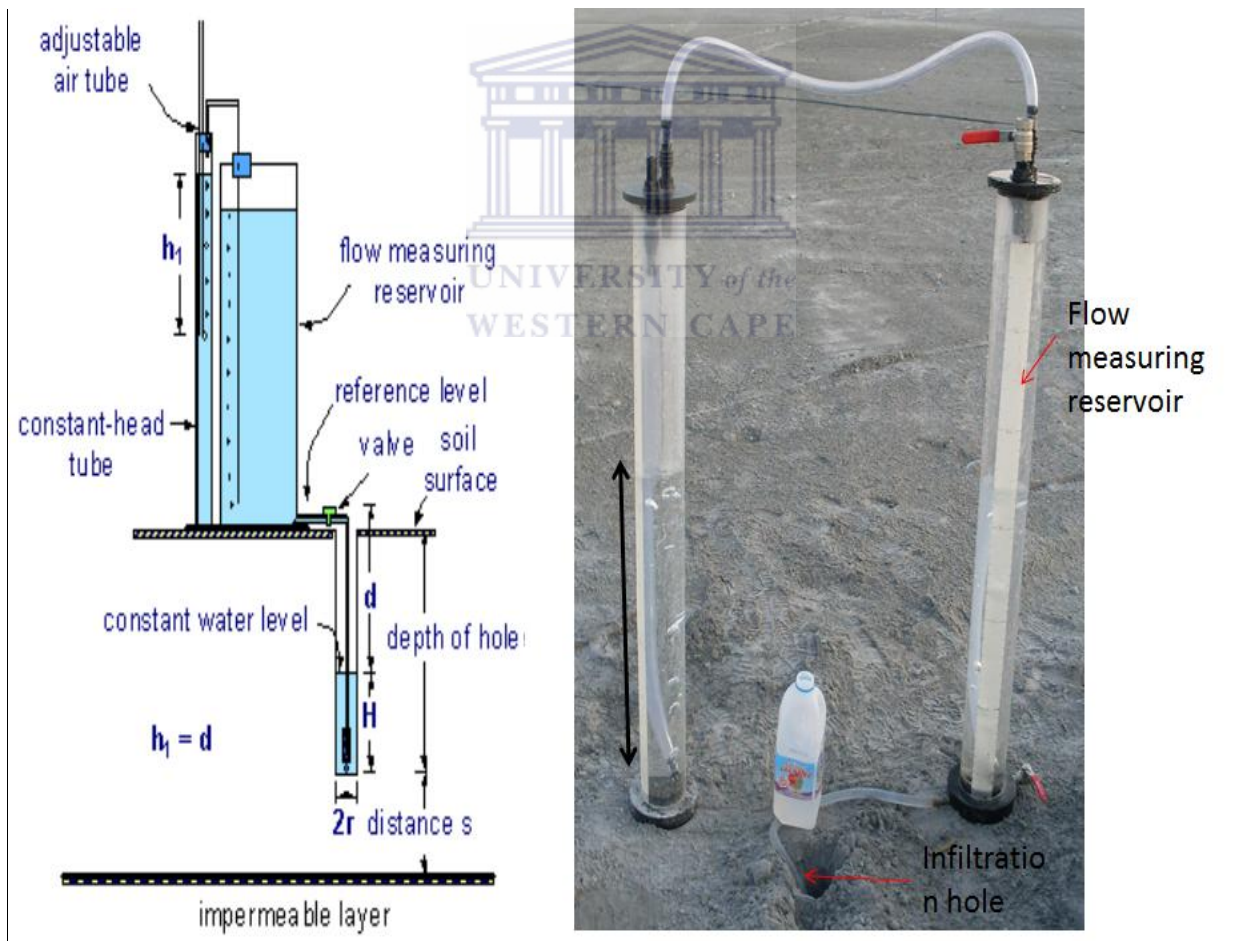 adjustable
air tube
h₁
flow measuring
reservoir
constant-head
tube
reference level
valve
soil
surface
d
constant water level
depth of hole
H
h₁ = d
2r
distance s
impermeable layer
UNIVERSITY of the
WESTERN CAPE
Flow
measuring
reservoir
Infiltratio
n hole